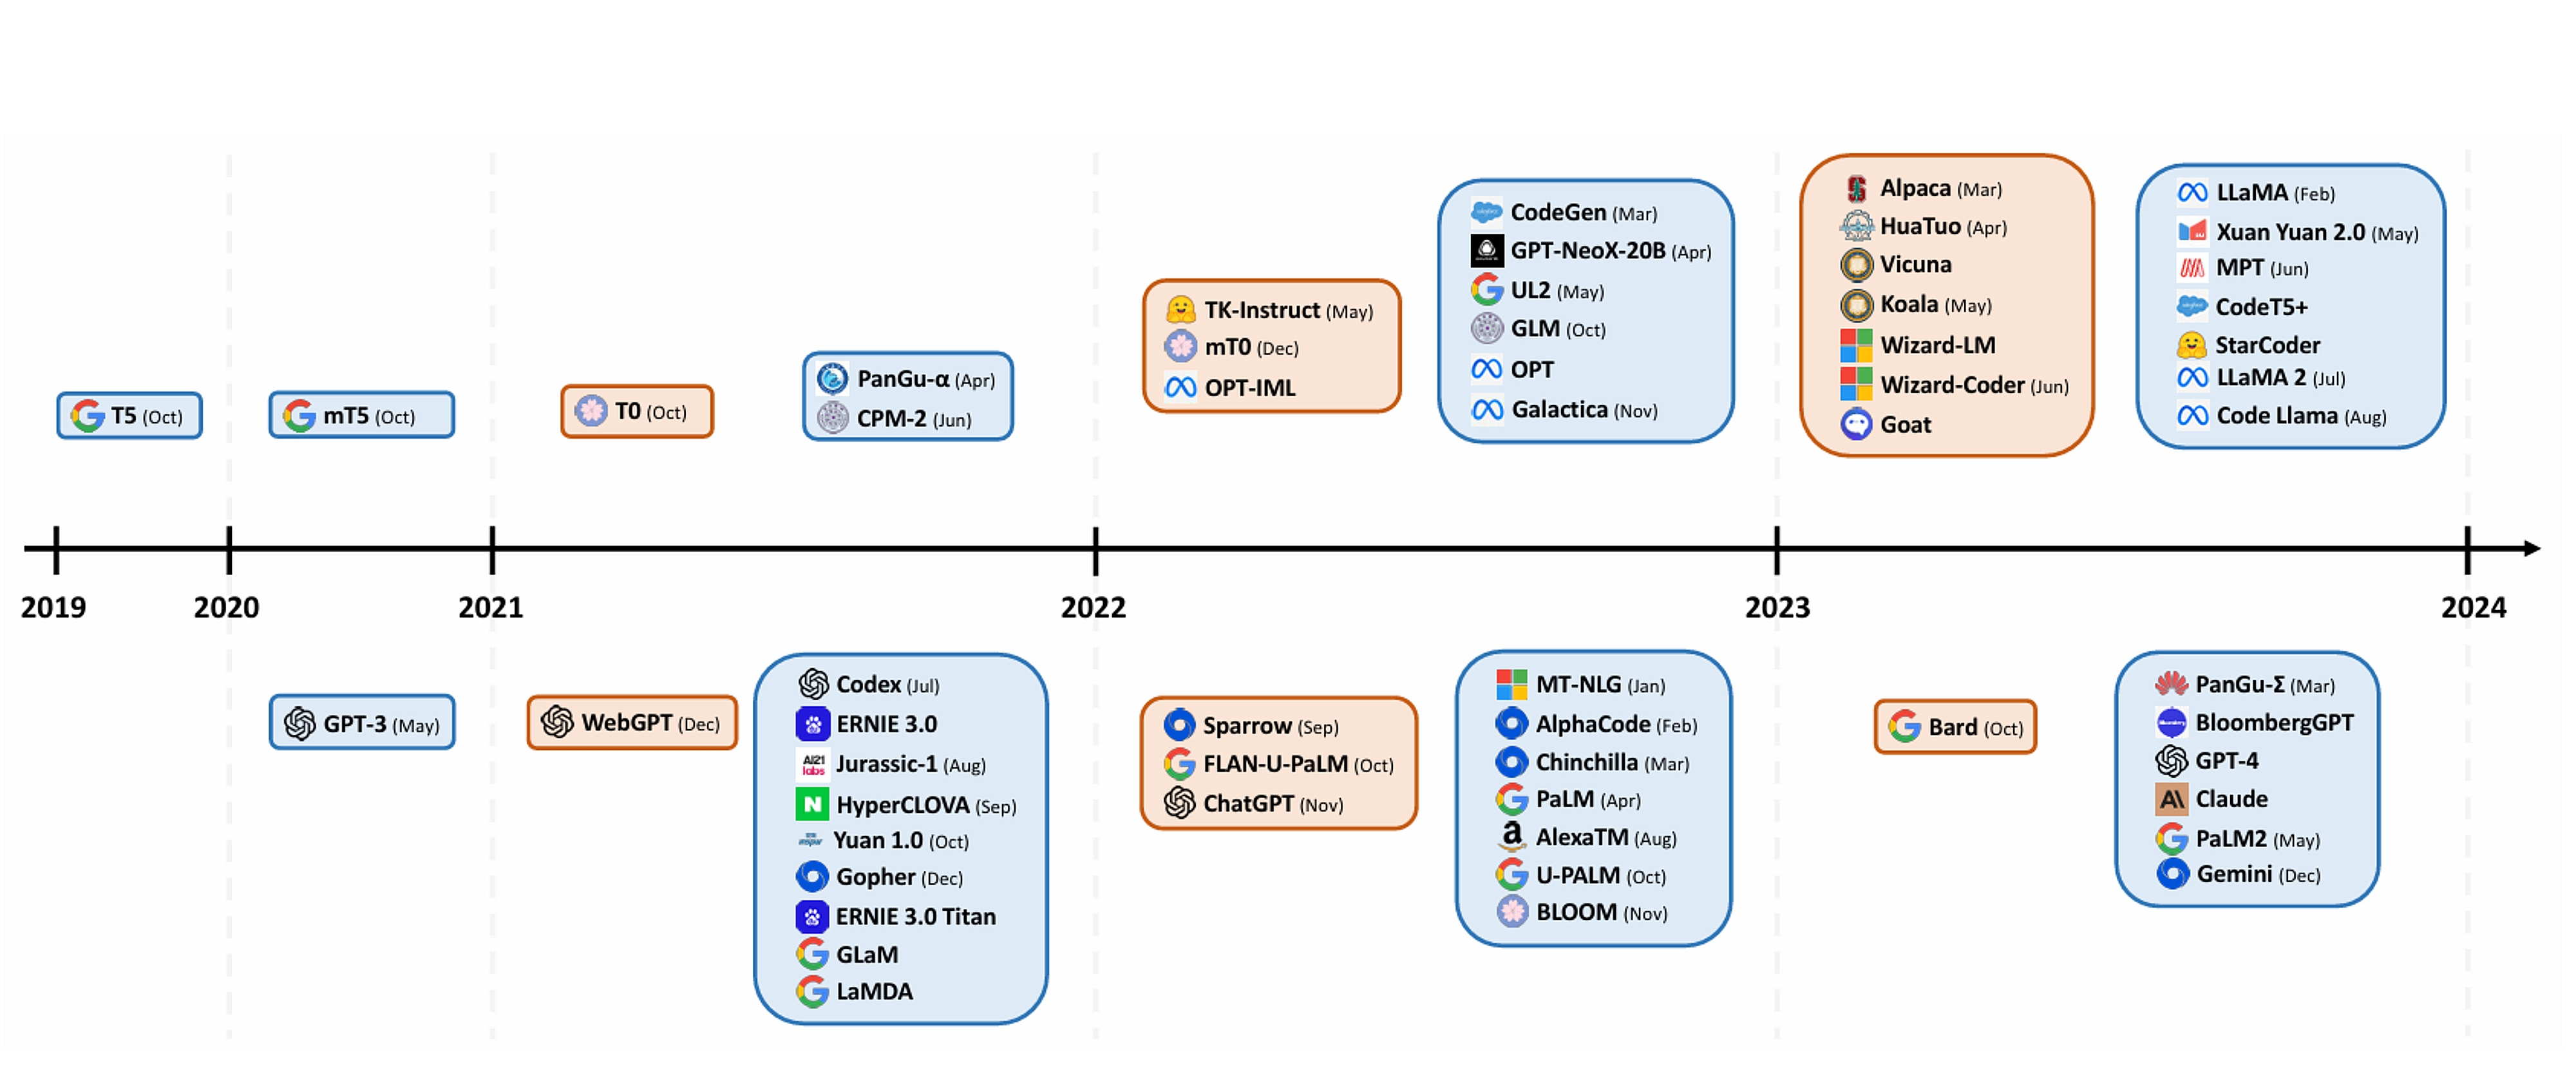 T5 (Oct)
mT5 (Oct)
T0 (Oct)
PanGu-α (Apr)
CPM-2 (Jun)
TK-Instruct (May)
mT0 (Dec)
OPT-IML
CodeGen (Mar)
GPT-NeoX-20B (Apr)
UL2 (May)
GLM (Oct)
OPT
Galactica (Nov)
Alpaca (Mar)
HuaTuo (Apr)
Vicuna
Koala (May)
Wizard-LM
Wizard-Coder (Jun)
Goat
LLaMA (Feb)
Xuan Yuan 2.0 (May)
MPT (Jun)
CodeT5+
StarCoder
LLaMA 2 (Jul)
Code Llama (Aug)
2019 2020 2021 2022 2023 2024
GPT-3 (May)
WebGPT (Dec)
Codex (Jul)
ERNIE 3.0
AI21 labs Jurassic-1 (Aug)
N HyperCLOVA (Sep)
Yuan 1.0 (Oct)
Gopher (Dec)
ERNIE 3.0 Titan
GLaM
LaMDA
Sparrow (Sep)
FLAN-U-PaLM (Oct)
ChatGPT (Nov)
MT-NLG (Jan)
AlphaCode (Feb)
Chinchilla (Mar)
PaLM (Apr)
a AlexaTM (Aug)
U-PALM (Oct)
BLOOM (Nov)
Bard (Oct)
PanGu-Σ (Mar)
BloombergGPT
GPT-4
Claude
PaLM2 (May)
Gemini (Dec)